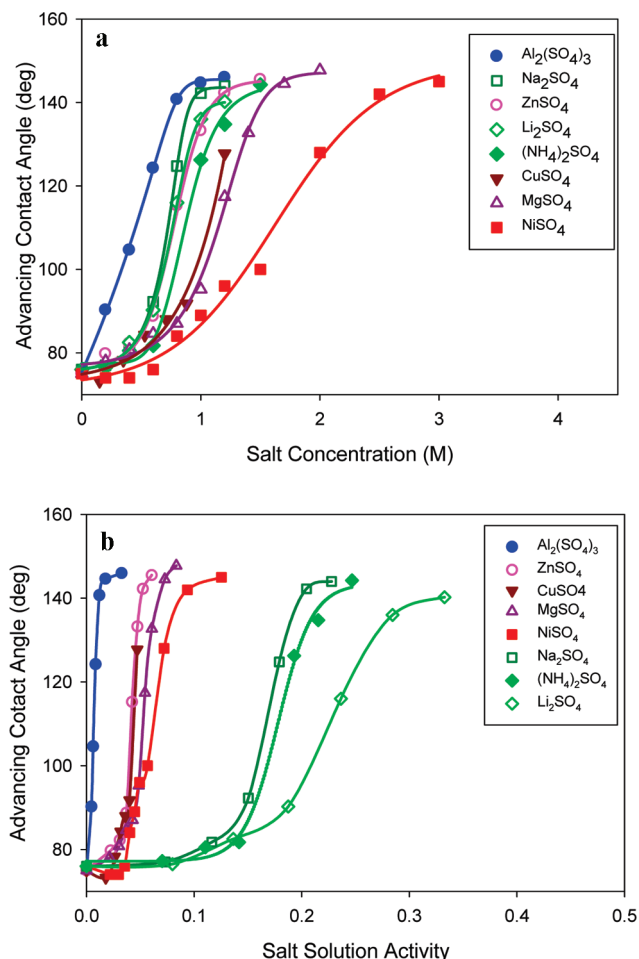 a
160
140
120
100
80
Advancing Contact Angle (deg)
Al2(SO4)3
Na2SO4
ZnSO4
Li2SO4
(NH4)2SO4
CuSO4
MgSO4
NiSO4
0 1 2 3 4
Salt Concentration (M)
b
160
140
120
100
80
Advancing Cotact Angle (deg)
Al2(SO4)3
ZnSO4
CuSO4
MgSO4
NiSO4
Na2SO4
(NH4)2SO4
Li2SO4
0.0 0.1 0.2 0.3 0.4 0.5
Salt Solution Activity